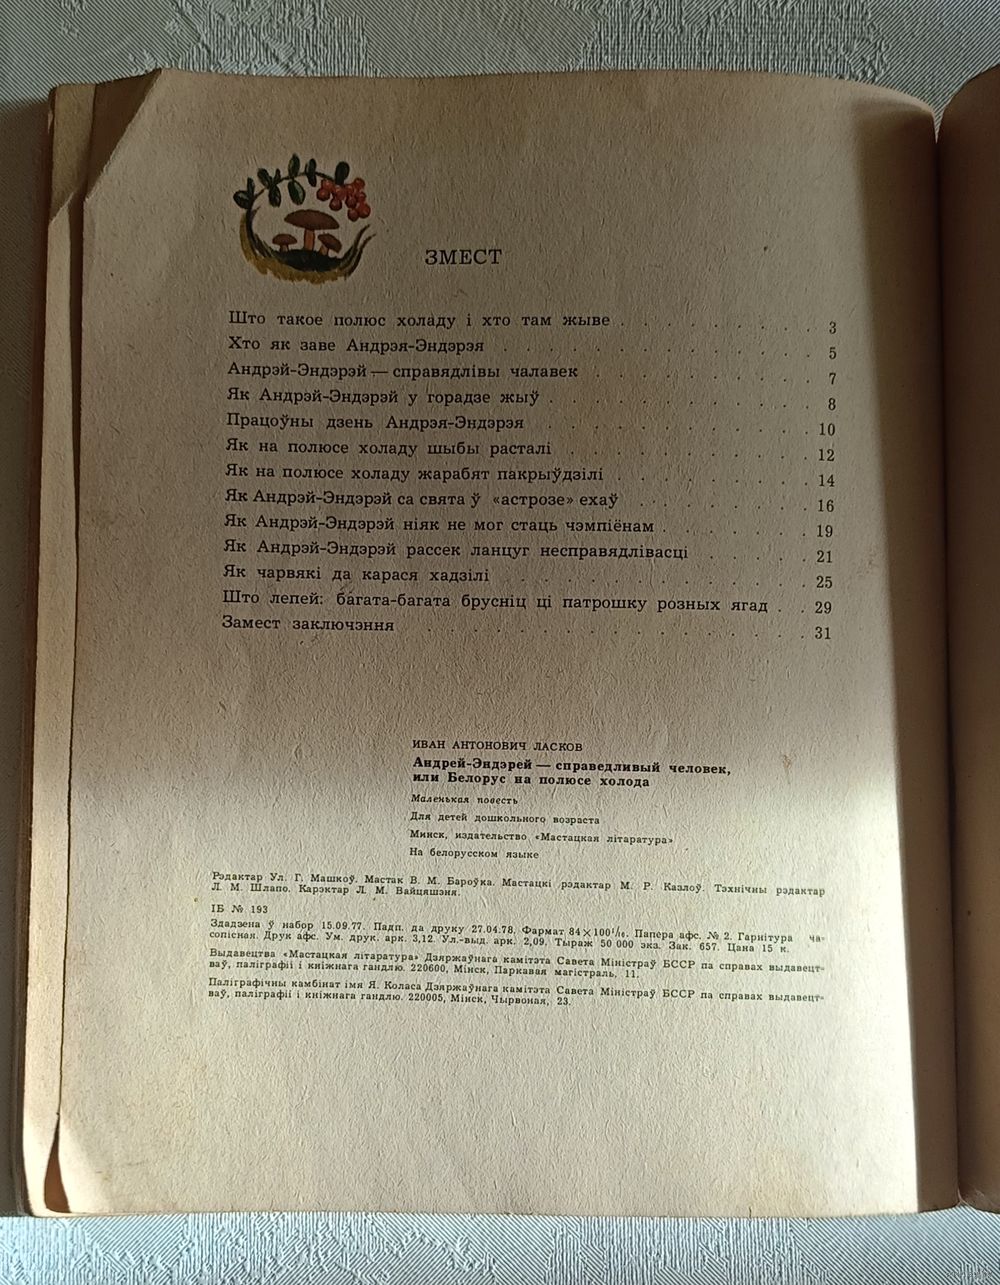 ЗМЕСТ
Што такое полюс холаду і хто там жыве . . . . . . . . . 3
Хто як заве Андрэя-Эндэрэя . . . . . . . . . . . . . . 5
Андрэй-Эндэрэй — справядлівы чалавек . . . . . . . . . . 7
Як Андрэй-Эндэрэй у горадзе жыў . . . . . . . . . . . . 8
Працоўны дзень Андрэя-Эндэрэя . . . . . . . . . . . . 10
Як на полюсе холаду шыбы расталі . . . . . . . . . . . 12
Як на полюсе холаду жарабят пакрыўдзілі . . . . . . . . . 14
Як Андрэй-Эндэрэй са свята ў «астрозе» ехаў . . . . . . . . 16
Як Андрэй-Эндэрэй ніяк не мог стаць чэмпіёнам . . . . . . . 19
Як Андрэй-Эндэрэй рассек ланцуг несправядлівасці . . . . . 21
Як чарвякі да карася хадзілі . . . . . . . . . . . . . 25
Што лепей: багата-багата брусніц ці патрошку розных ягад . . 29
Замест заключэння . . . . . . . . . . . . . . . . . 31
ИВАН АНТОНОВИЧ ЛАСКОВ
Андрей-Эндэрей — справедливый человек,
или Белорус на полюсе холода
Маленькая повесть
Для детей дошкольного возраста
Минск, издательство «Мастацкая літаратура»
На белорусском языке
Рэдактар Ул. Г. Машкоў. Мастак В. М. Бароўка. Мастацкі рэдактар М. Р. Казлоў. Тэхнічны рэдактар
Л. М. Шлапо. Карэктар Л. М. Вайцяшэня.
ІБ № 193
Здадзена ў набор 15.09.77. Падп. да друку 27.04.78. Фармат 84×100¹/₁₆. Папера афс. № 2. Гарнітура ча-
сопісная. Друк афс. Ум. друк. арк. 3,12. Ул.-выд. арк. 2,09. Тыраж 50 000 экз. Зак. 657. Цана 15 к.
Выдавецтва «Мастацкая літаратура» Дзяржаўнага камітэта Савета Міністраў БССР па справах выдавецт-
ваў, паліграфіі і кніжнага гандлю. 220600, Мінск, Паркавая магістраль, 11.
Паліграфічны камбінат імя Я. Коласа Дзяржаўнага камітэта Савета Міністраў БССР па справах выдавецт-
ваў, паліграфіі і кніжнага гандлю. 220005, Мінск, Чырвоная, 23.